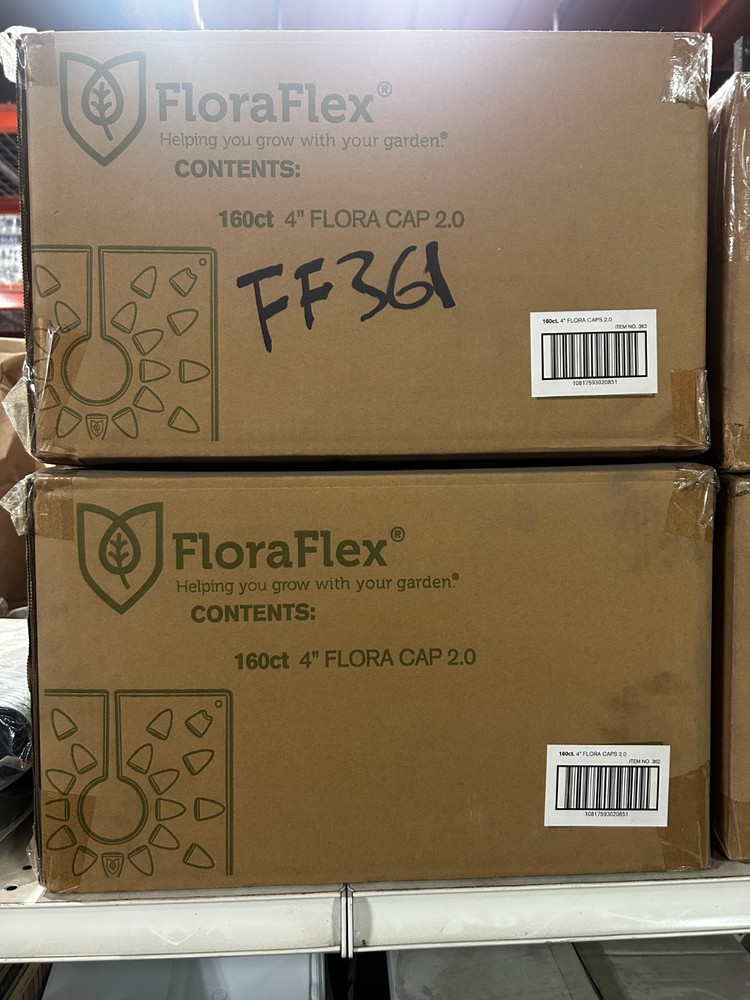 FloraFlex®
Helping you grow with your garden.®
CONTENTS:
160ct 4" FLORA CAP 2.0
FF361
160ct. 4" FLORA CAPS 2.0
ITEM NO. 362
10817593020851
FloraFlex®
Helping you grow with your garden.®
CONTENTS:
160ct 4" FLORA CAP 2.0
160ct. 4" FLORA CAPS 2.0
ITEM NO. 362
10817593020851